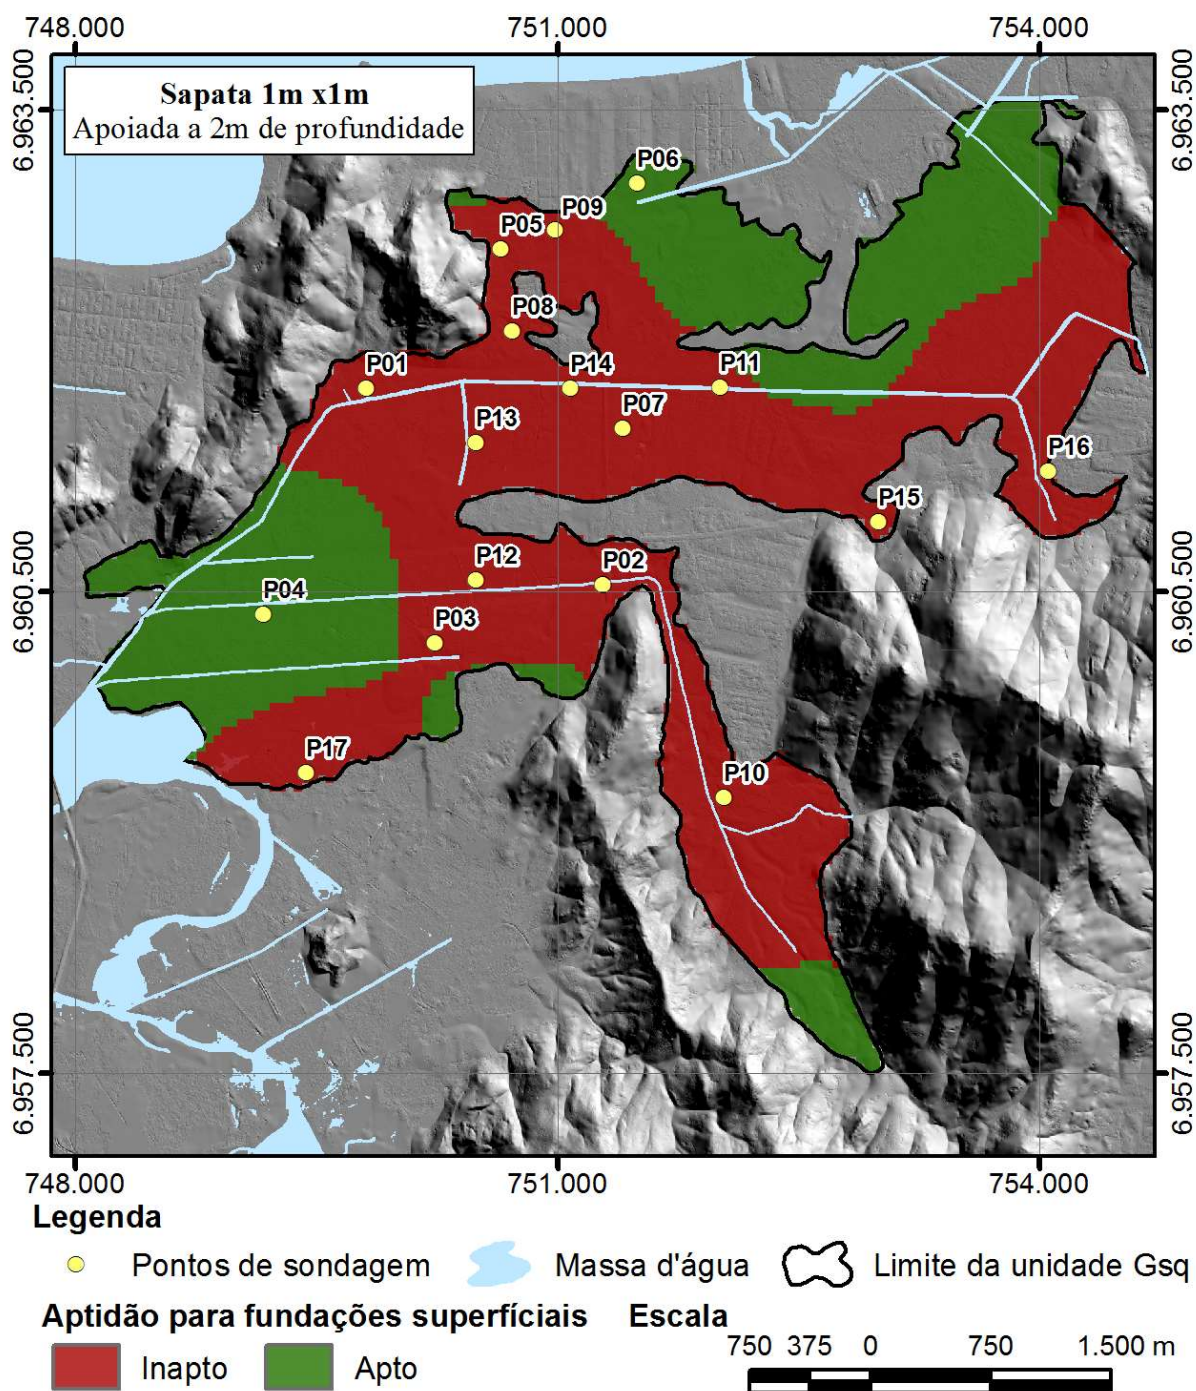 748.000 751.000 754.000
Sapata 1m x1m
Apoiada a 2m de profundidade
6.963.500 6.963.500
P06
P05 P09
P08
P01 P14 P11
P07
P13
P16
P15
6.960.500 6.960.500
P12 P02
P04
P03
P17
P10
6.957.500 6.957.500
748.000 751.000 754.000
Legenda
Pontos de sondagem Massa d'água Limite da unidade Gsq
Aptidão para fundações superfíciais Escala
750 375 0 750 1.500 m
Inapto Apto